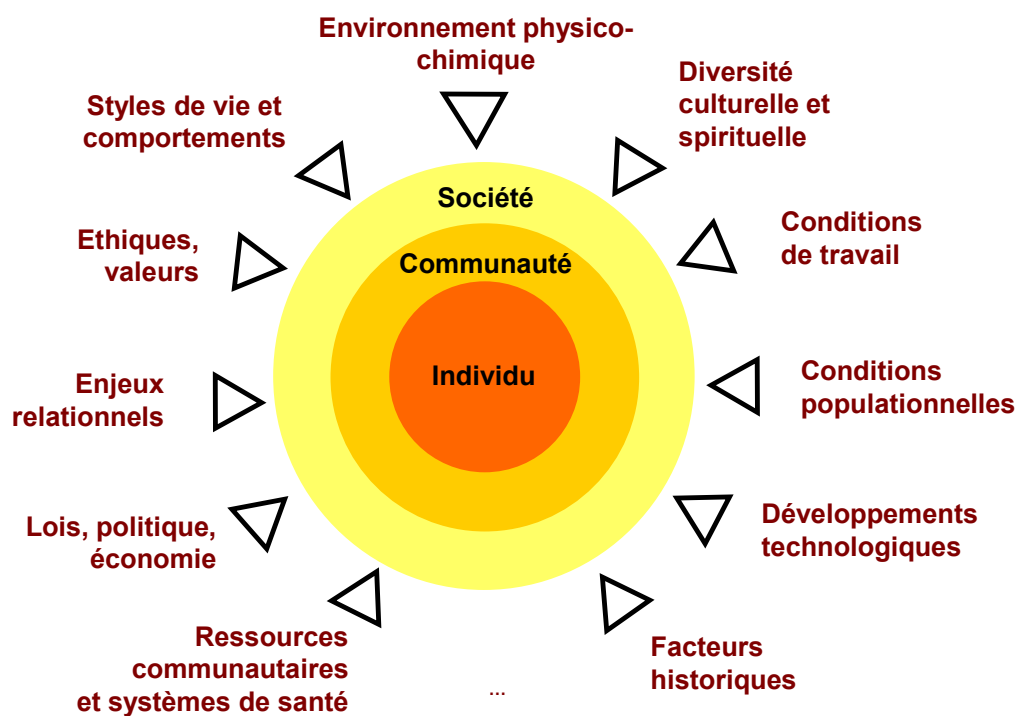 Environnement physico-
chimique
Diversité
culturelle et
spirituelle
Styles de vie et
comportements
Société
Conditions
de travail
Ethiques,
valeurs
Communauté
Individu
Enjeux
relationnels
Conditions
populationnelles
Lois, politique,
économie
Développements
technologiques
Ressources
communautaires
et systèmes de santé
Facteurs
historiques
...